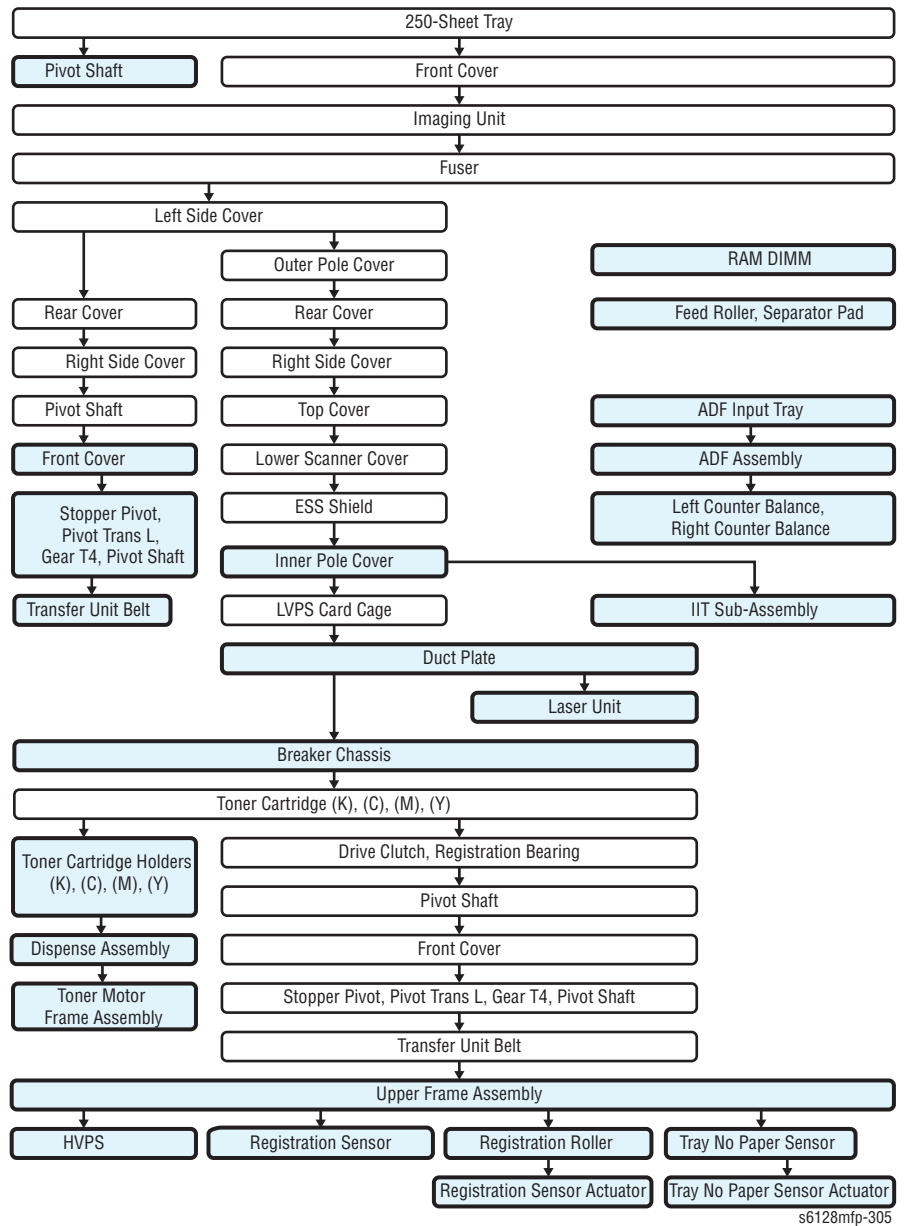 250-Sheet Tray
Pivot Shaft
Front Cover
Imaging Unit
Fuser
Left Side Cover
Outer Pole Cover
RAM DIMM
Rear Cover
Rear Cover
Feed Roller, Separator Pad
Right Side Cover
Right Side Cover
Pivot Shaft
Top Cover
ADF Input Tray
Front Cover
Lower Scanner Cover
ADF Assembly
Stopper Pivot,
Pivot Trans L,
Gear T4, Pivot Shaft
ESS Shield
Left Counter Balance,
Right Counter Balance
Inner Pole Cover
Transfer Unit Belt
LVPS Card Cage
IIT Sub-Assembly
Duct Plate
Laser Unit
Breaker Chassis
Toner Cartridge (K), (C), (M), (Y)
Toner Cartridge Holders
(K), (C), (M), (Y)
Drive Clutch, Registration Bearing
Pivot Shaft
Dispense Assembly
Front Cover
Toner Motor
Frame Assembly
Stopper Pivot, Pivot Trans L, Gear T4, Pivot Shaft
Transfer Unit Belt
Upper Frame Assembly
HVPS
Registration Sensor
Registration Roller
Tray No Paper Sensor
Registration Sensor Actuator
Tray No Paper Sensor Actuator
s6128mfp-305